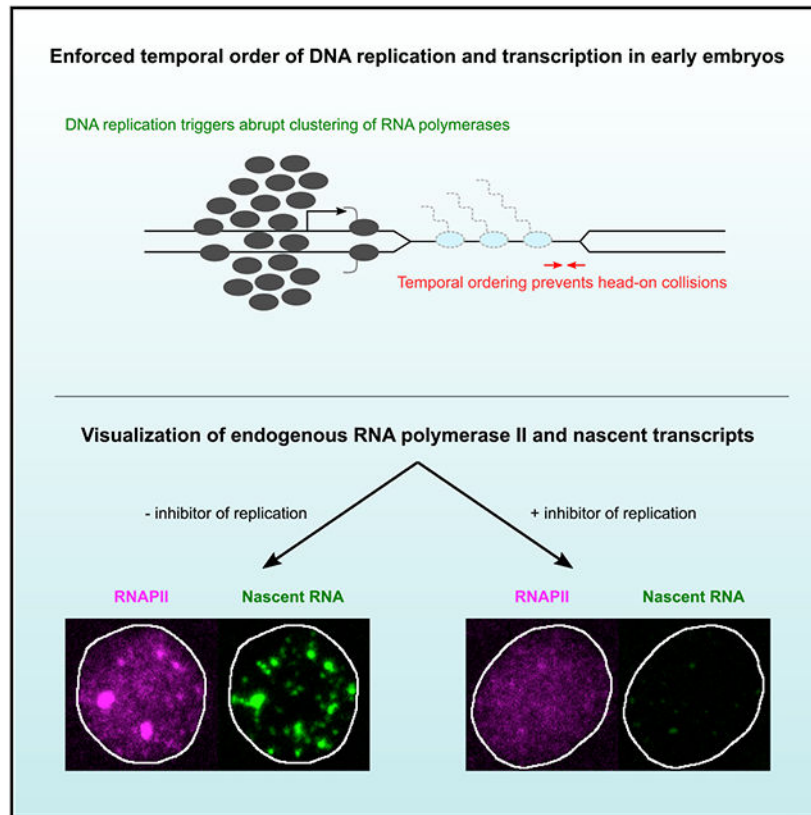 Enforced temporal order of DNA replication and transcription in early embryos
DNA replication triggers abrupt clustering of RNA polymerases
Temporal ordering prevents head-on collisions
Visualization of endogenous RNA polymerase II and nascent transcripts
- inhibitor of replication
+ inhibitor of replication
RNAPII
Nascent RNA
RNAPII
Nascent RNA